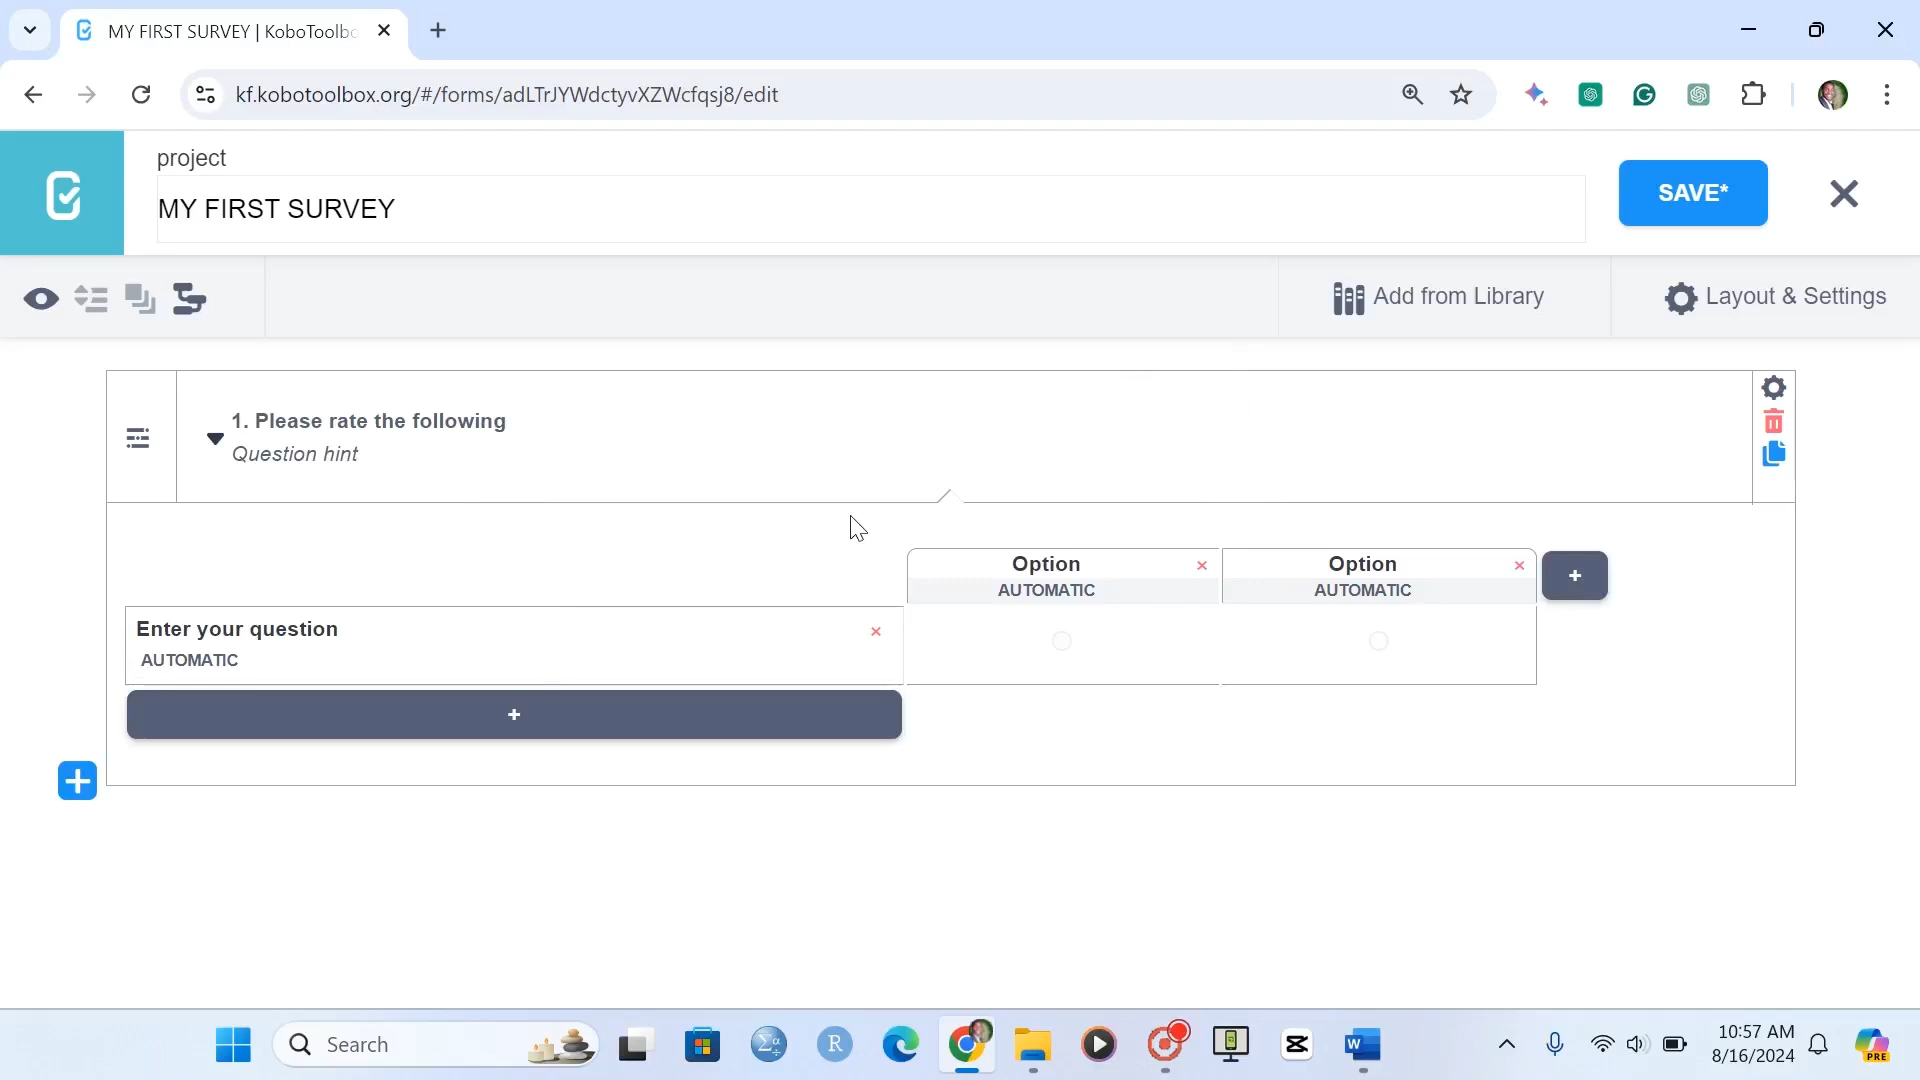 MY FIRST SURVEY | KoboToolbo
kf.kobotoolbox.org/#/forms/adLTrJYWdctyvXZWcfqsj8/edit
project
MY FIRST SURVEY
SAVE*
Add from Library
Layout & Settings
1. Please rate the following
Question hint
Option
Option
AUTOMATIC
AUTOMATIC
+
Enter your question
AUTOMATIC
+
Search
Σα
R
W
10:57 AM
8/16/2024
PRE